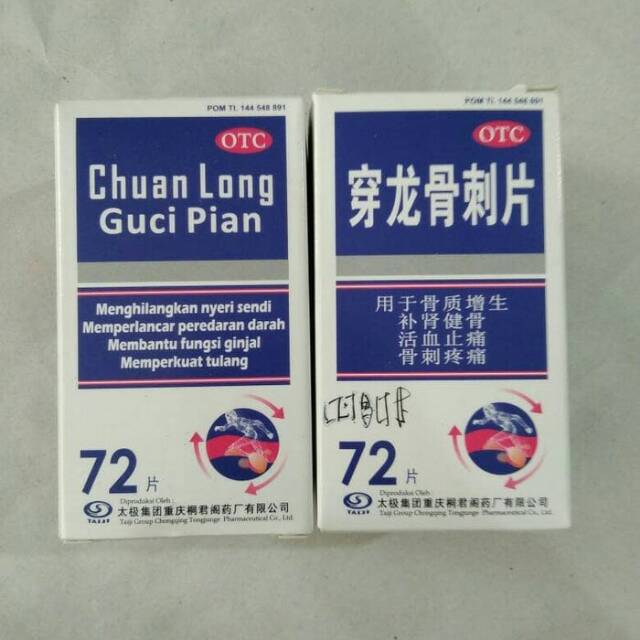 POM TI. 144 548 891
OTC
Chuan Long
Guci Pian
Menghilangkan nyeri sendi
Memperlancar peredaran darah
Membantu fungsi ginjal
Memperkuat tulang
72片
Diproduksi Oleh :
TAIJI
太极集团重庆桐君阁药厂有限公司
Taiji Group Chongqing Tongjunge Pharmaceutical Co., Ltd.
POM TI. 144 548 891
OTC
穿龙骨刺片
用于骨质增生
补肾健骨
活血止痛
骨刺疼痛
72片
Diproduksi Oleh :
TAIJI
太极集团重庆桐君阁药厂有限公司
Taiji Group Chongqing Tongjunge Pharmaceutical Co., Ltd.